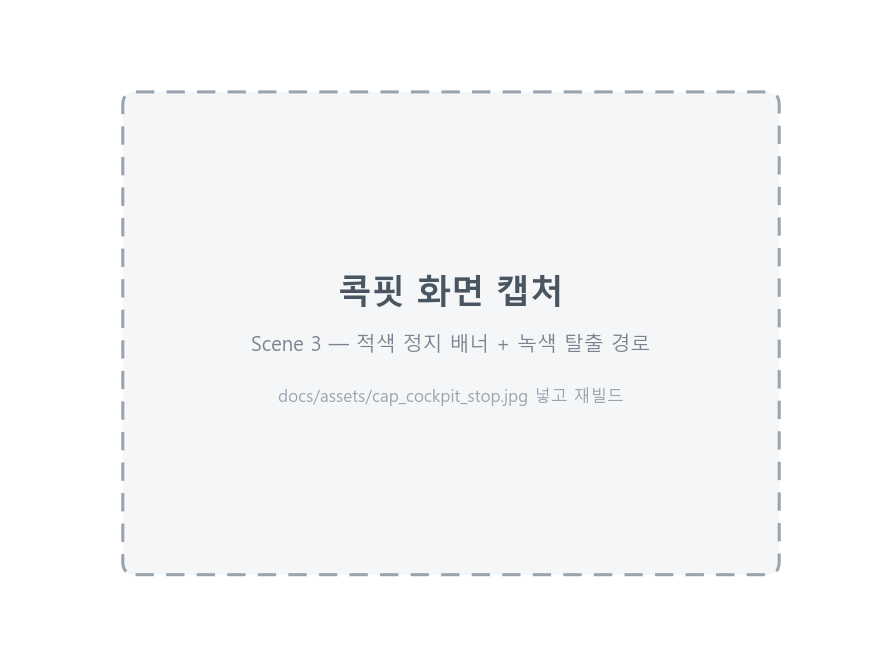 콕핏 화면 캡처
Scene 3 — 적색 정지 배너 + 녹색 탈출 경로
docs/assets/cap_cockpit_stop.jpg 넣고 재빌드